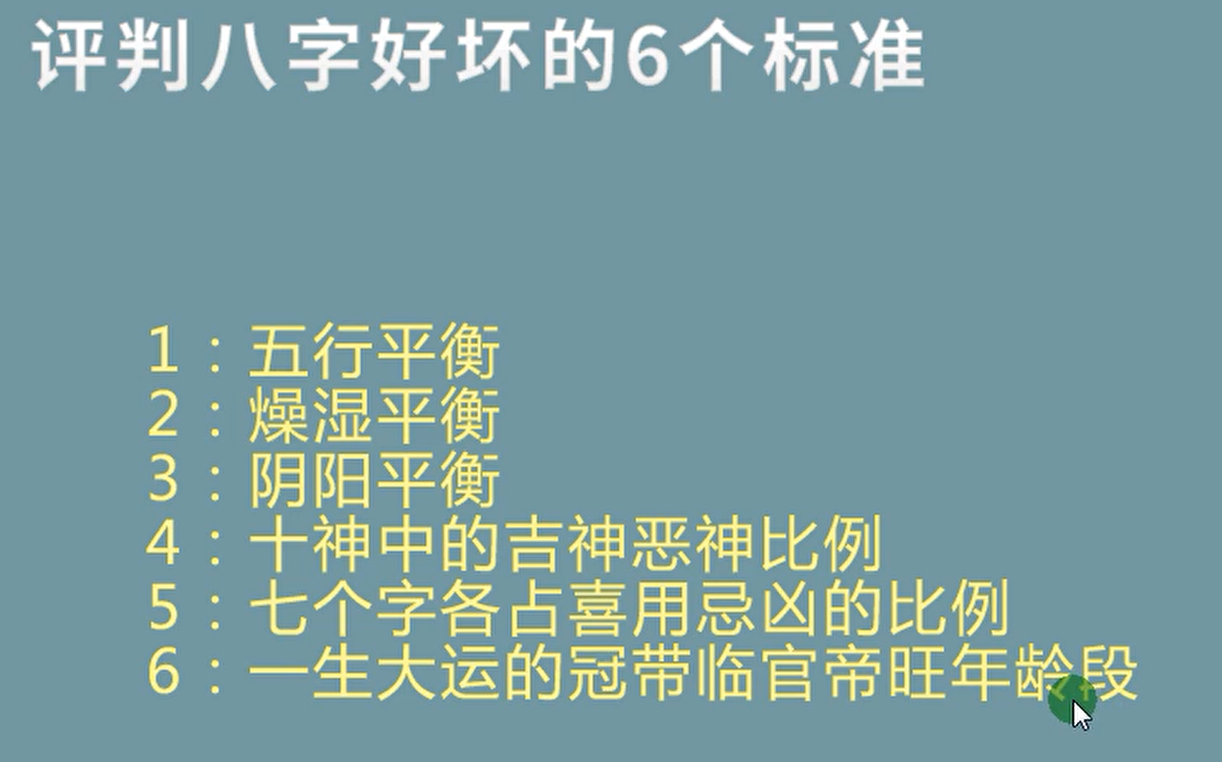 评判八字好坏的6个标准
1：五行平衡
2：燥湿平衡
3：阴阳平衡
4：十神中的吉神恶神比例
5：七个字各占喜用忌凶的比例
6：一生大运的冠带临官帝旺年龄段